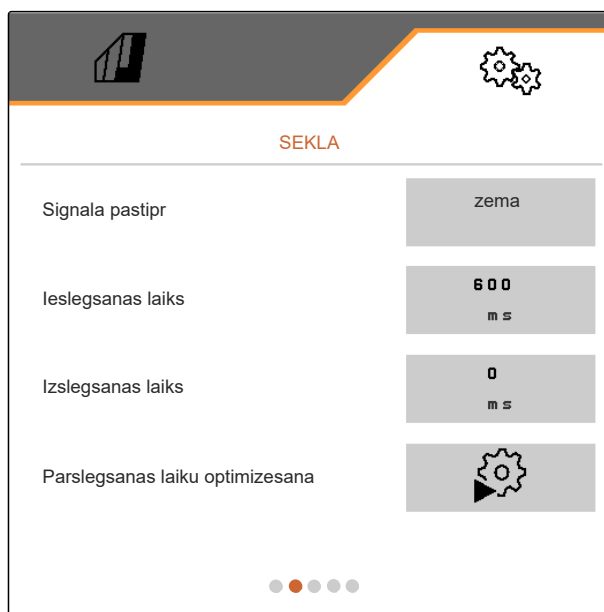 SEKLA
Signala pastipr
zema
Ieslegsanas laiks
600
ms
Izslegsanas laiks
0
ms
Parslegsanas laiku optimizesana